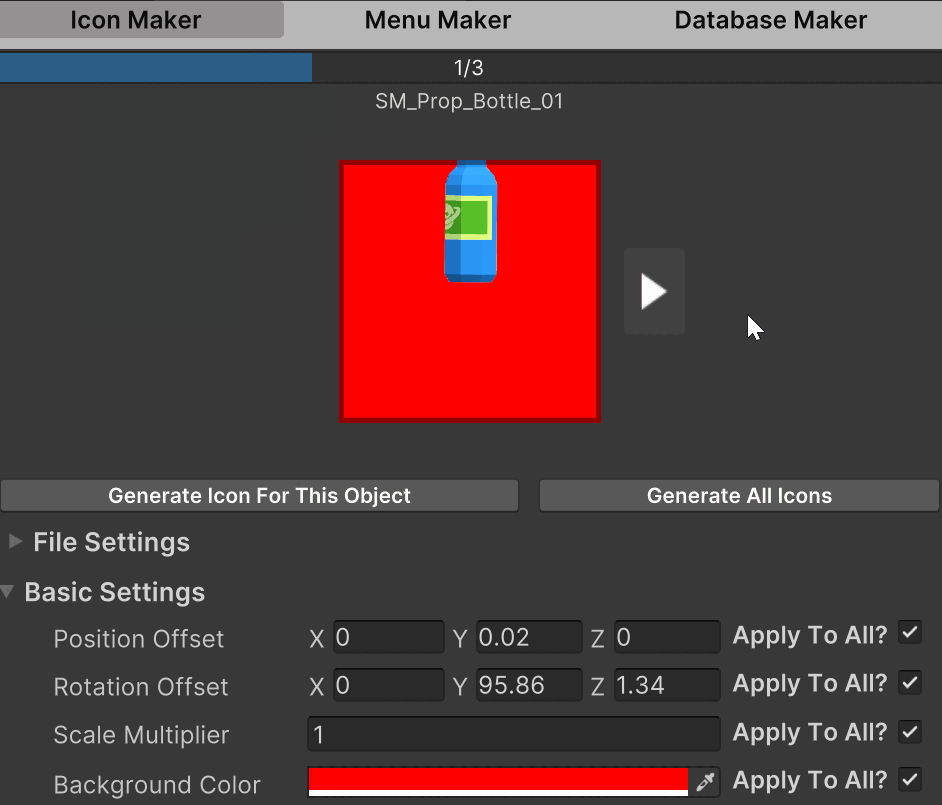 Icon Maker Menu Maker Database Maker
1/3
SM_Prop_Bottle_01
Generate Icon For This Object Generate All Icons
File Settings
Basic Settings
Position Offset X 0 Y 0.02 Z 0 Apply To All?
Rotation Offset X 0 Y 95.86 Z 1.34 Apply To All?
Scale Multiplier 1 Apply To All?
Background Color Apply To All?